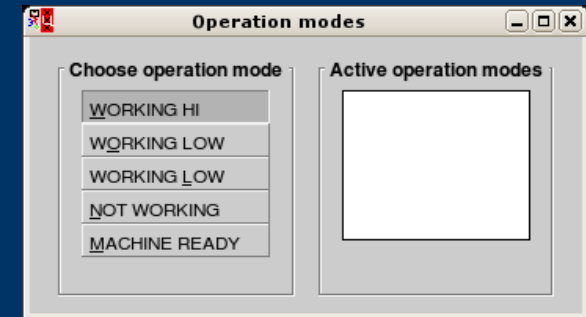 Operation modes
Choose operation mode
WORKING HI
WORKING LOW
WORKING LOW
NOT WORKING
MACHINE READY
Active operation modes